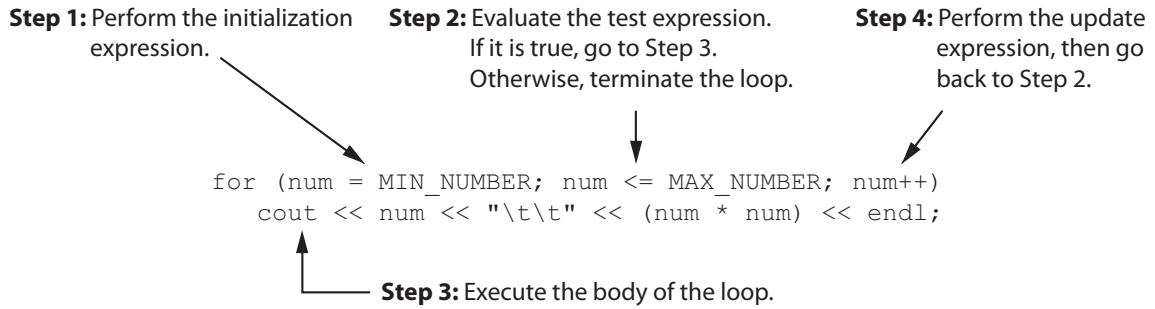 Step 1: Perform the initialization
expression.
Step 2: Evaluate the test expression.
If it is true, go to Step 3.
Otherwise, terminate the loop.
Step 4: Perform the update
expression, then go
back to Step 2.
for (num = MIN_NUMBER; num <= MAX_NUMBER; num++)
cout << num << "\t\t" << (num * num) << endl;
Step 3: Execute the body of the loop.